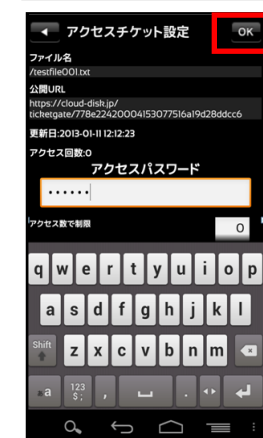 アクセスチケット設定 OK
ファイル名
/testfile001.txt
公開URL
https://cloud-disk.jp/
ticketgate/778e22420004153077516a19d28ddcc6
更新日:2013-01-11 12:12:23
アクセス回数:0
アクセスパスワード
••••••
アクセス数で制限 0
q w e r t y u i o p
a s d f g h j k l
Shift z x c v b n m
a 123 $; , .